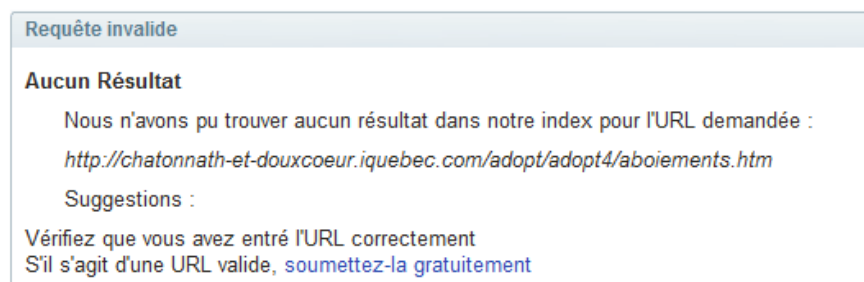 Requête invalide
Aucun Résultat
Nous n'avons pu trouver aucun résultat dans notre index pour l'URL demandée :
http://chatonnath-et-douxcoeur.iquebec.com/adopt/adopt4/aboiements.htm
Suggestions :
Vérifiez que vous avez entré l'URL correctement
S'il s'agit d'une URL valide, soumettez-la gratuitement